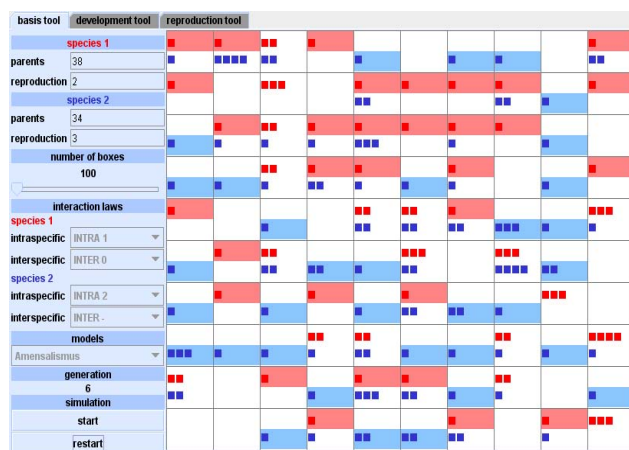 basis tool development tool reproduction tool
species 1
parents 38
reproduction 2
species 2
parents 34
reproduction 3
number of boxes
100
interaction laws
species 1
intraspecific INTRA 1
interspecific INTER 0
species 2
intraspecific INTRA 2
interspecific INTER -
models
Amensalismus
generation
6
simulation
start
restart